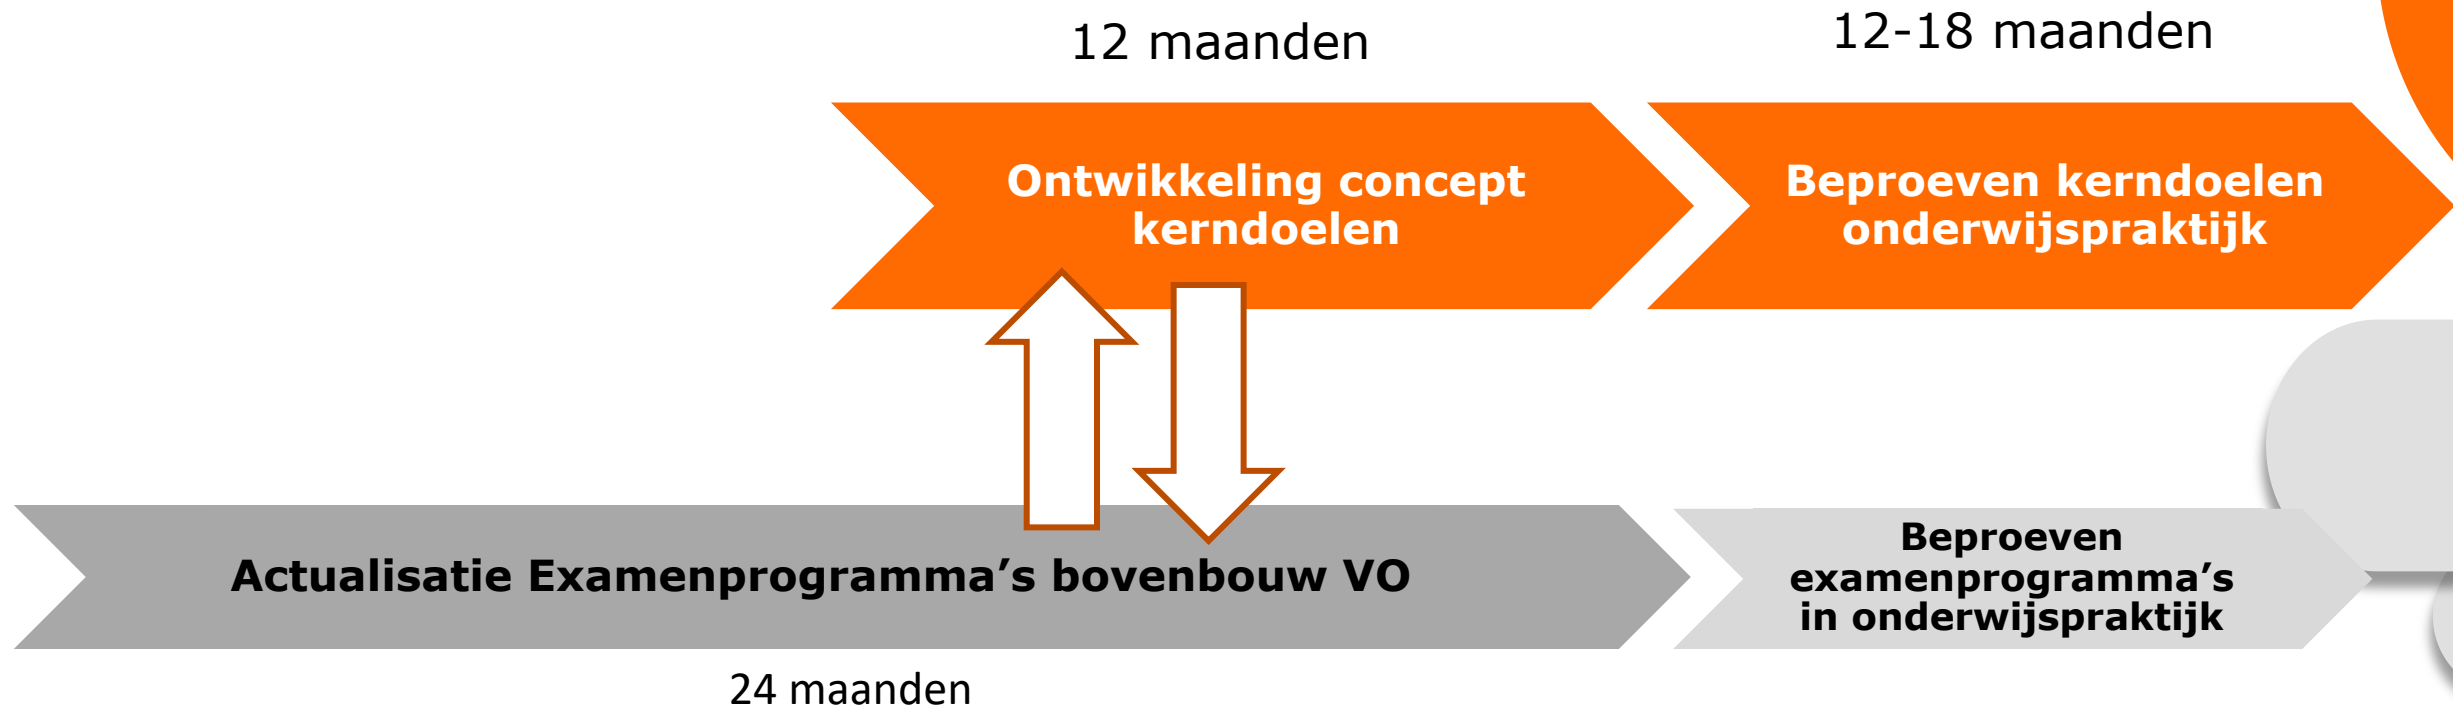 12 maanden
12-18 maanden
Ontwikkeling concept
kerndoelen
Beproeven kerndoelen
onderwijspraktijk
Actualisatie Examenprogramma’s bovenbouw VO
Beproeven
examenprogramma’s
in onderwijspraktijk
24 maanden